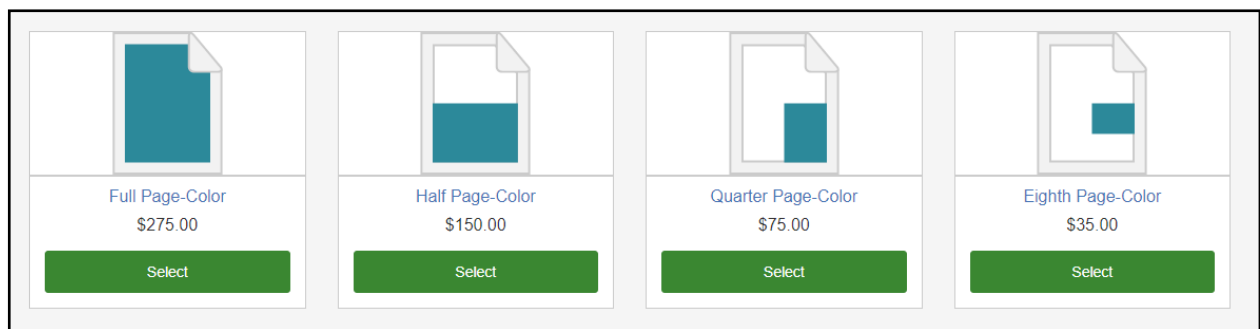 Full Page-Color
$275.00
Select
Half Page-Color
$150.00
Select
Quarter Page-Color
$75.00
Select
Eighth Page-Color
$35.00
Select